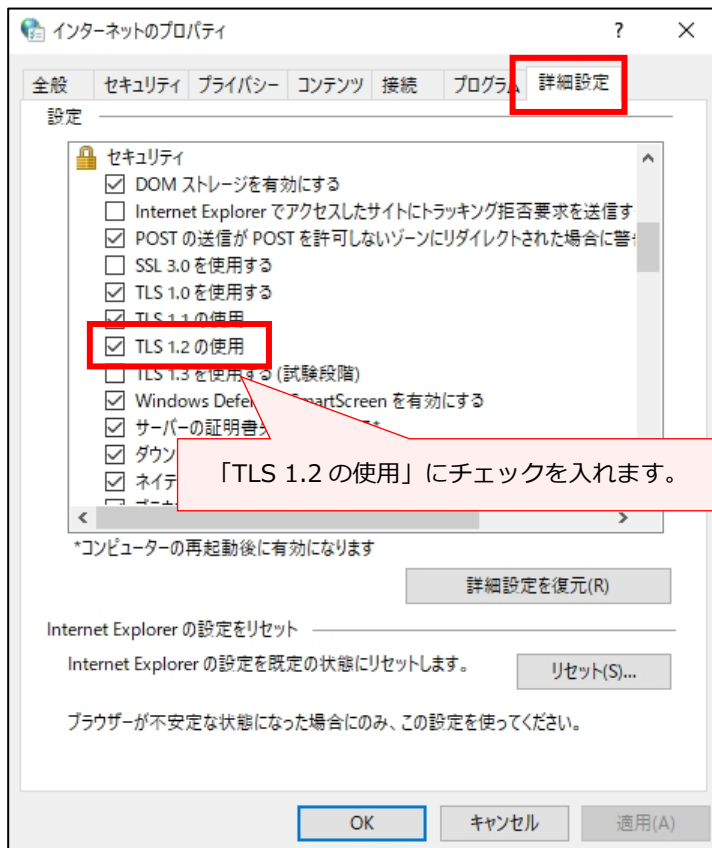 インターネットのプロパティ ? ×
全般 セキュリティ プライバシー コンテンツ 接続 プログラム 詳細設定
設定
セキュリティ
DOM ストレージを有効にする
Internet Explorer でアクセスしたサイトにトラッキング拒否要求を送信す
POST の送信が POST を許可しないゾーンにリダイレクトされた場合に警
SSL 3.0 を使用する
TLS 1.0 を使用する
TLS 1.1 の使用
TLS 1.2 の使用
TLS 1.3 を使用する (試験段階)
Windows Defen SmartScreen を有効にする
サーバーの証明書
ダウン
ネイテ
「TLS 1.2 の使用」にチェックを入れます。
*コンピューターの再起動後に有効になります
詳細設定を復元(R)
Internet Explorer の設定をリセット
Internet Explorer の設定を既定の状態にリセットします。
リセット(S)...
ブラウザーが不安定な状態になった場合にのみ、この設定を使ってください。
OK キャンセル 適用(A)